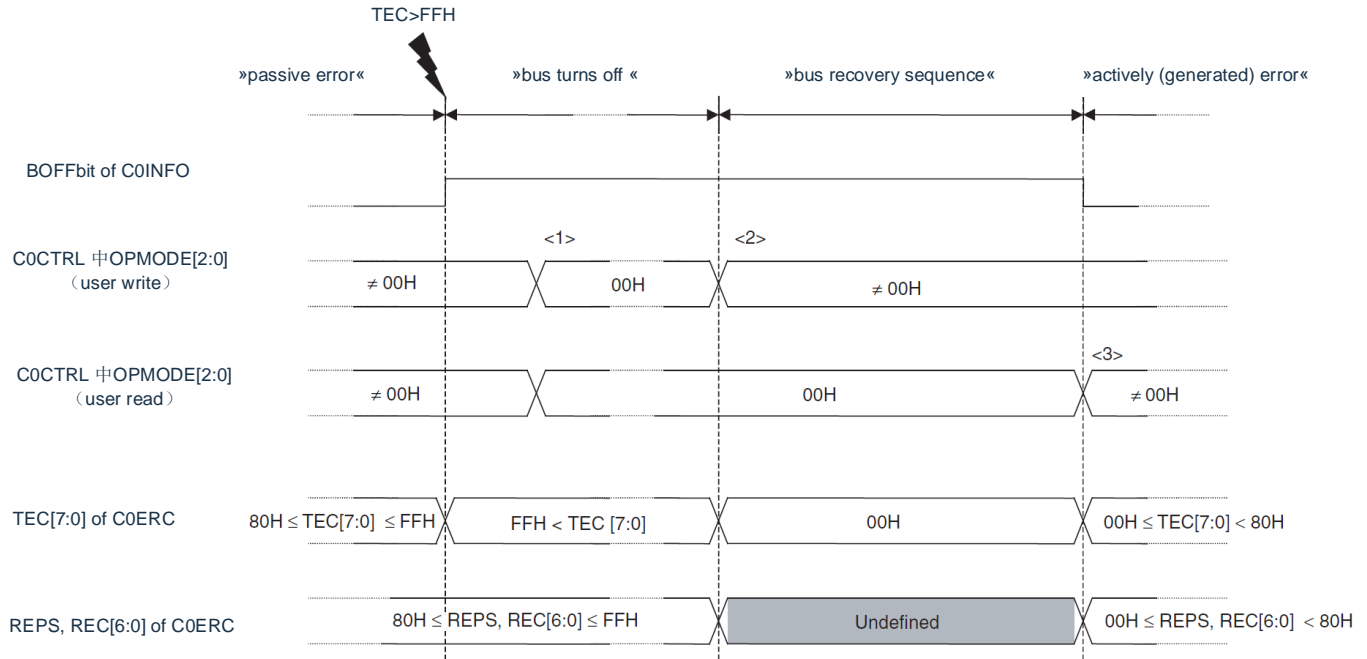 TEC>FFH
»passive error« »bus turns off « »bus recovery sequence« »actively (generated) error«
BOFFbit of C0INFO
<1> <2>
C0CTRL 中OPMODE[2:0]
（user write）
≠ 00H 00H ≠ 00H
<3>
C0CTRL 中OPMODE[2:0]
（user read）
≠ 00H 00H ≠ 00H
TEC[7:0] of C0ERC 80H ≤ TEC[7:0] ≤ FFH FFH < TEC [7:0] 00H 00H ≤ TEC[7:0] < 80H
REPS, REC[6:0] of C0ERC 80H ≤ REPS, REC[6:0] ≤ FFH Undefined 00H ≤ REPS, REC[6:0] < 80H